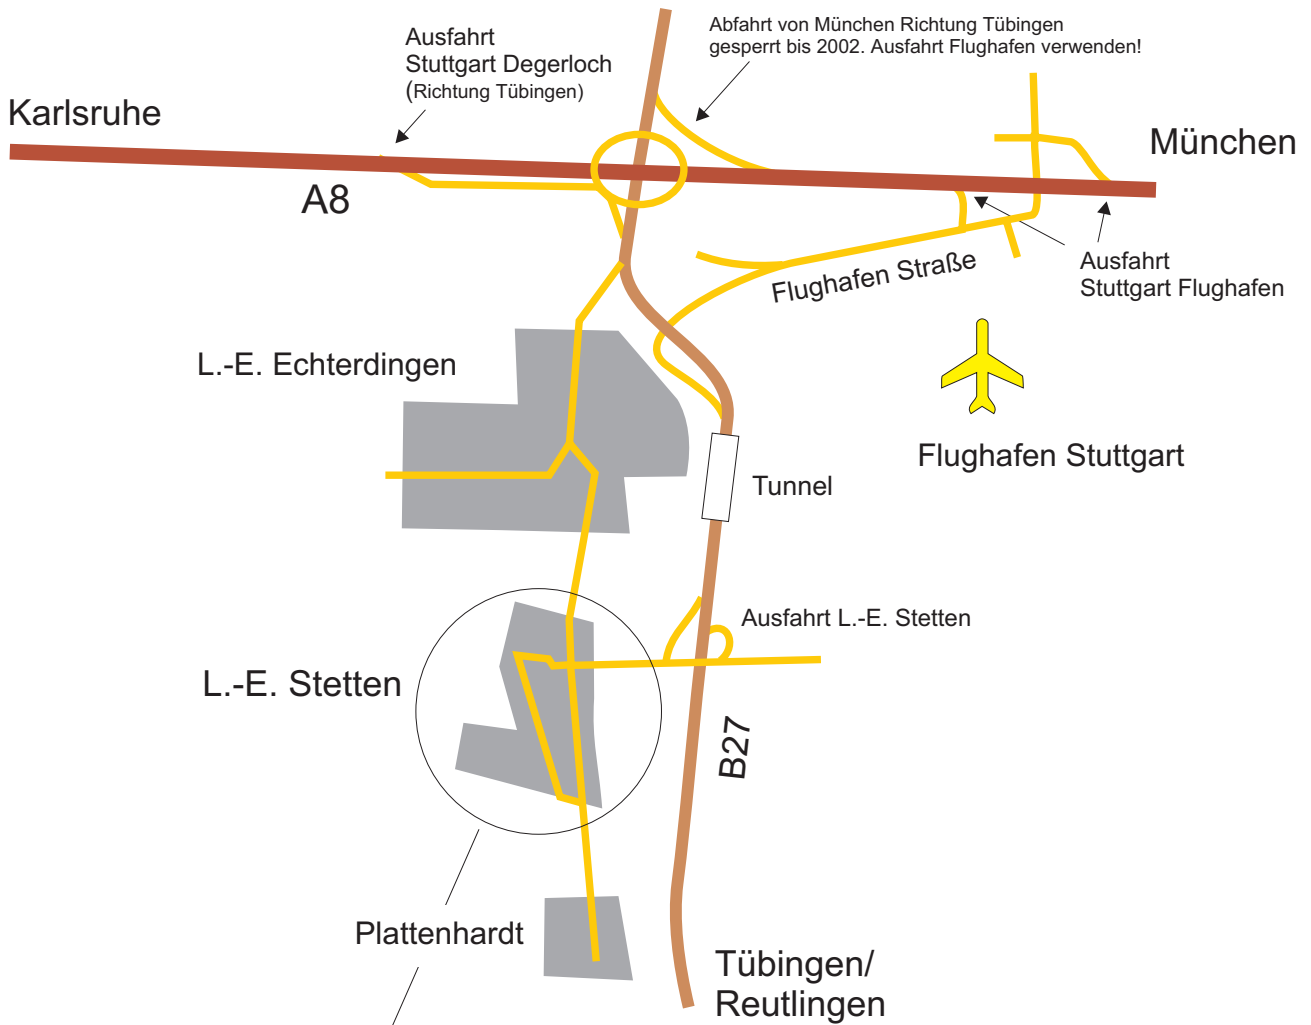 Ausfahrt
Stuttgart Degerloch
(Richtung Tübingen)
Abfahrt von München Richtung Tübingen
gesperrt bis 2002. Ausfahrt Flughafen verwenden!
Karlsruhe
München
A8
Flughafen Straße
Ausfahrt
Stuttgart Flughafen
L.-E. Echterdingen
Flughafen Stuttgart
Tunnel
Ausfahrt L.-E. Stetten
L.-E. Stetten
B27
Plattenhardt
Tübingen/
Reutlingen